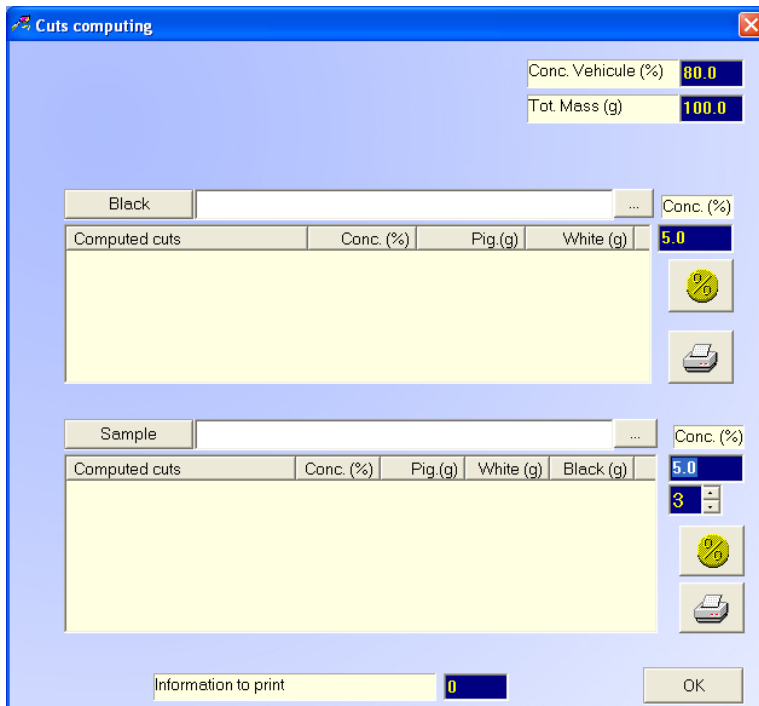 Cuts computing
Conc. Vehicule (%) 80.0
Tot. Mass (g) 100.0
Black ... Conc. (%)
Computed cuts Conc. (%) Pig.(g) White (g) 5.0
%
Sample ... Conc. (%)
Computed cuts Conc. (%) Pig.(g) White (g) Black (g) 5.0
3
%
Information to print 0 OK